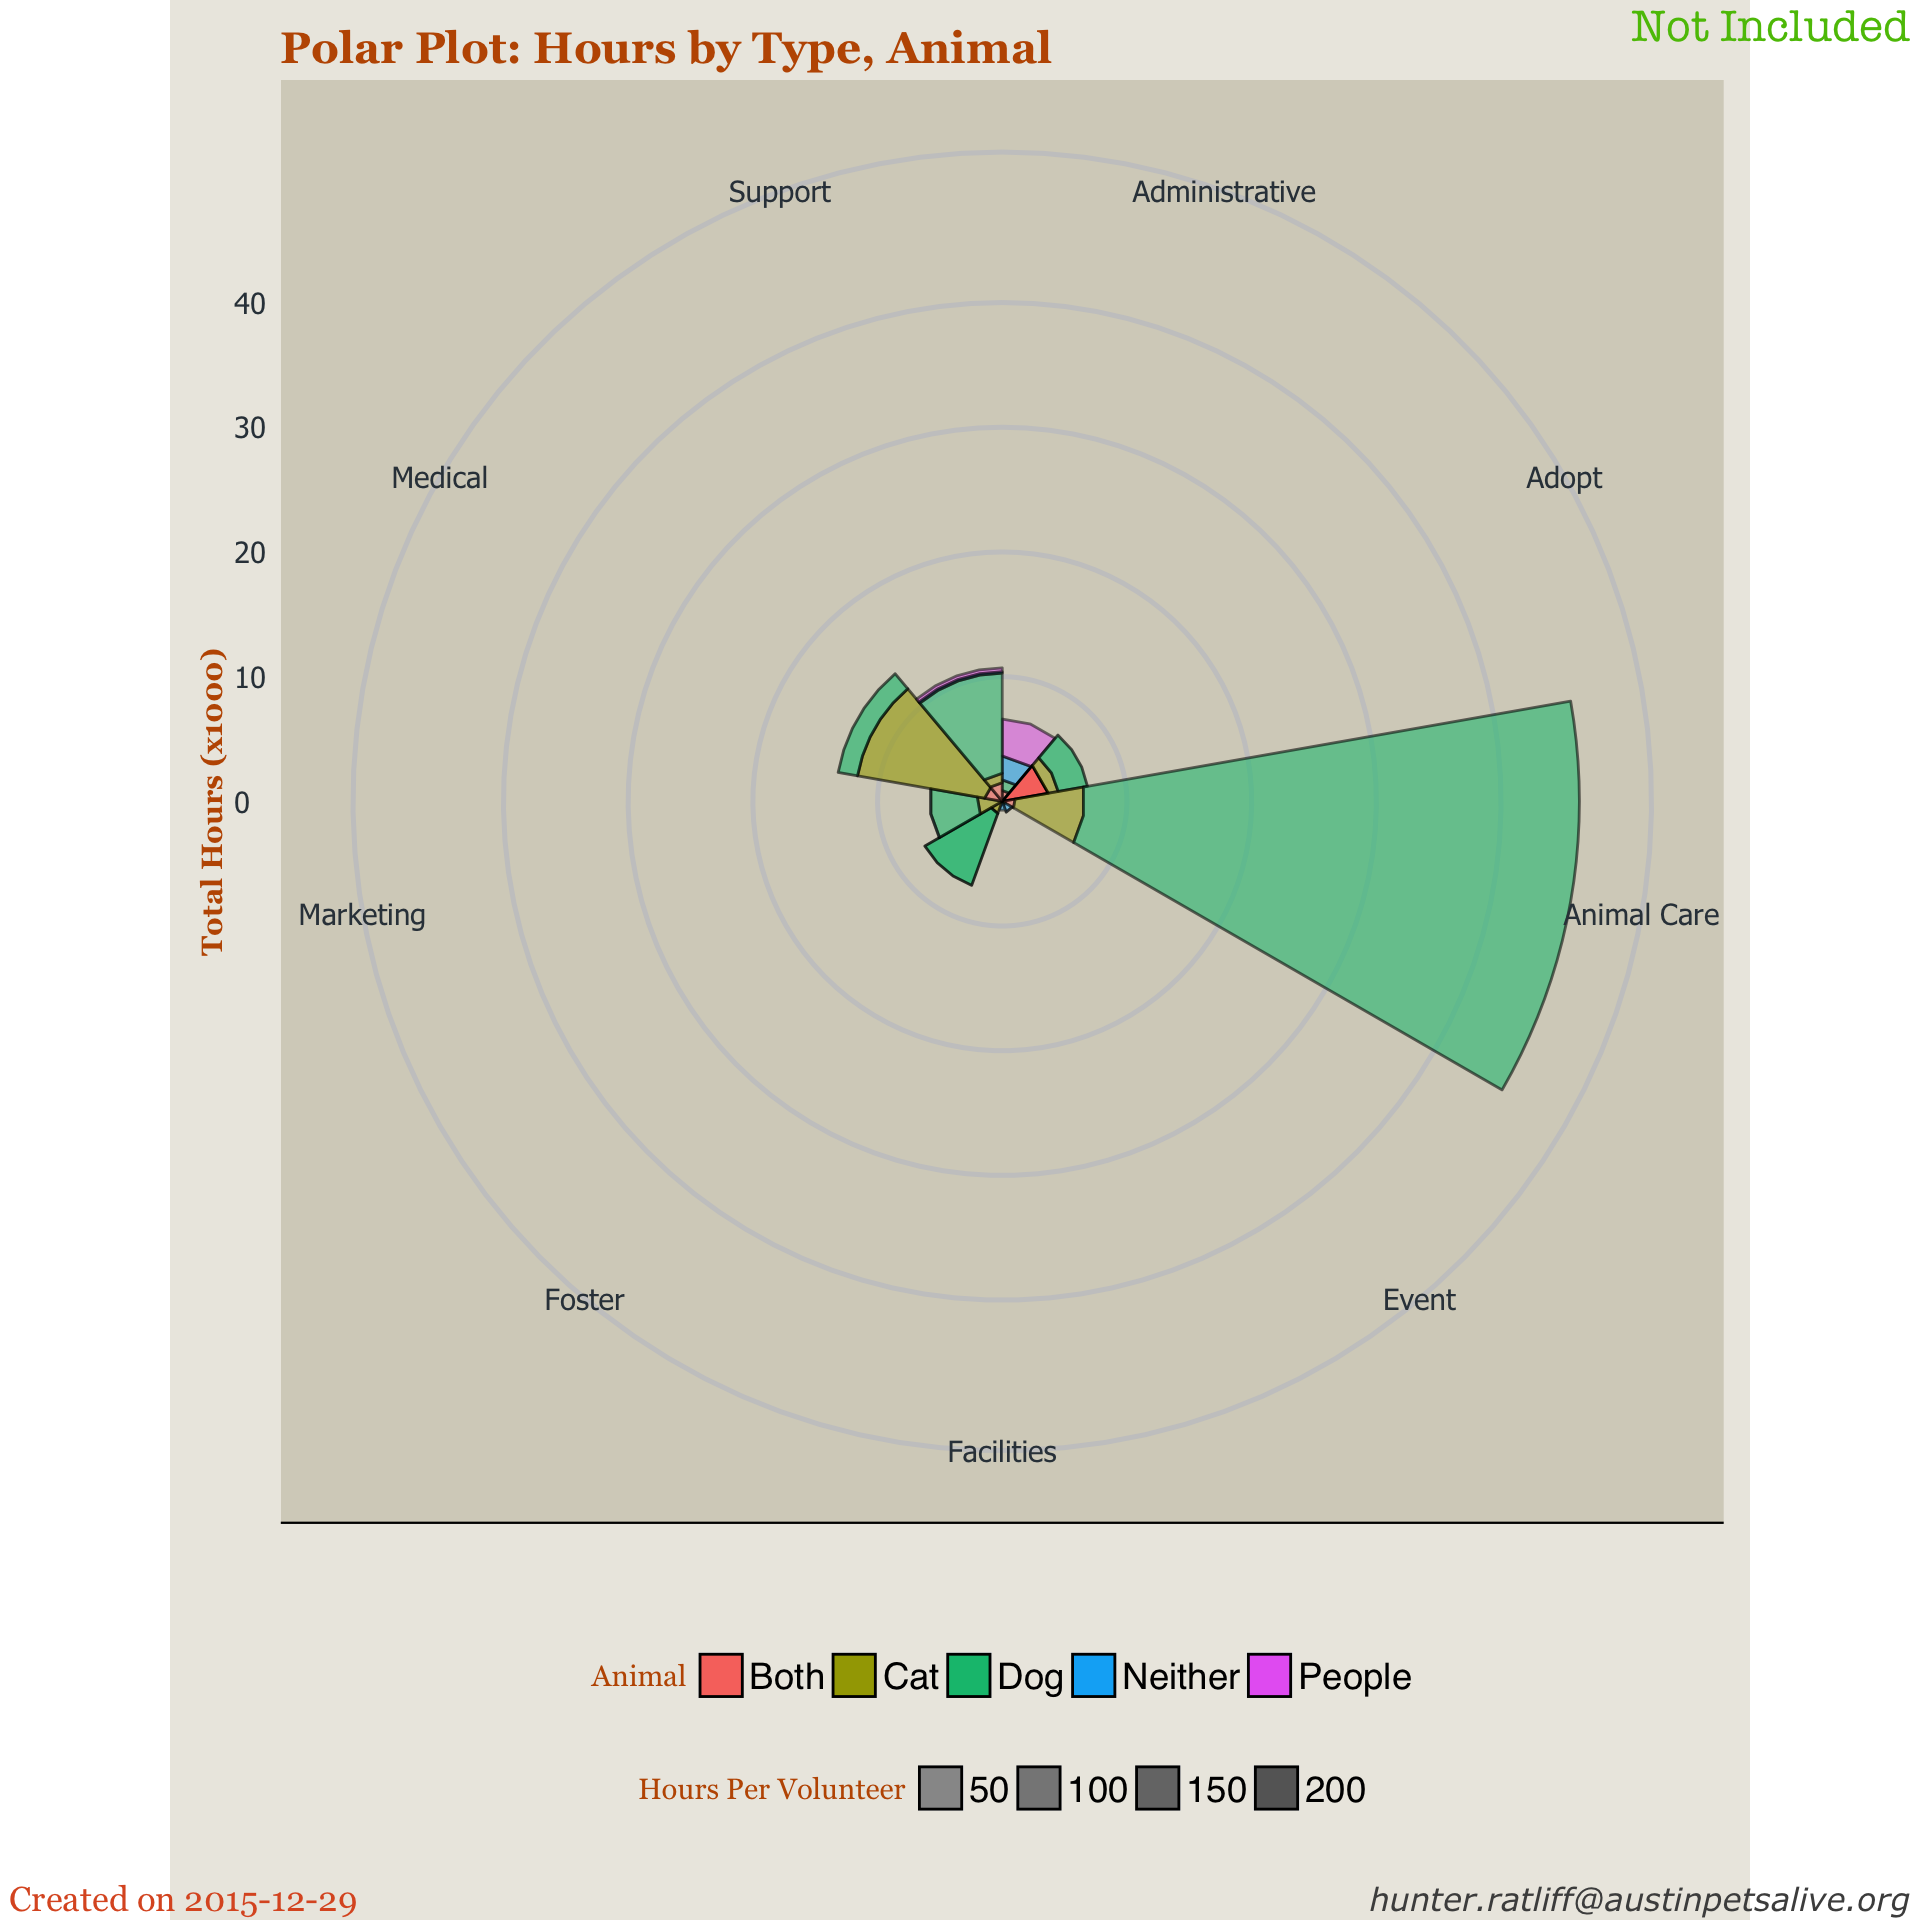 Not Included
Polar Plot: Hours by Type, Animal
Support
Administrative
40
30
Medical
Adopt
20
10
0
Total Hours (x1000)
Marketing
Animal Care
Foster
Event
Facilities
Animal Both Cat Dog Neither People
Hours Per Volunteer 50 100 150 200
Created on 2015-12-29
hunter.ratliff@austinpetsalive.org